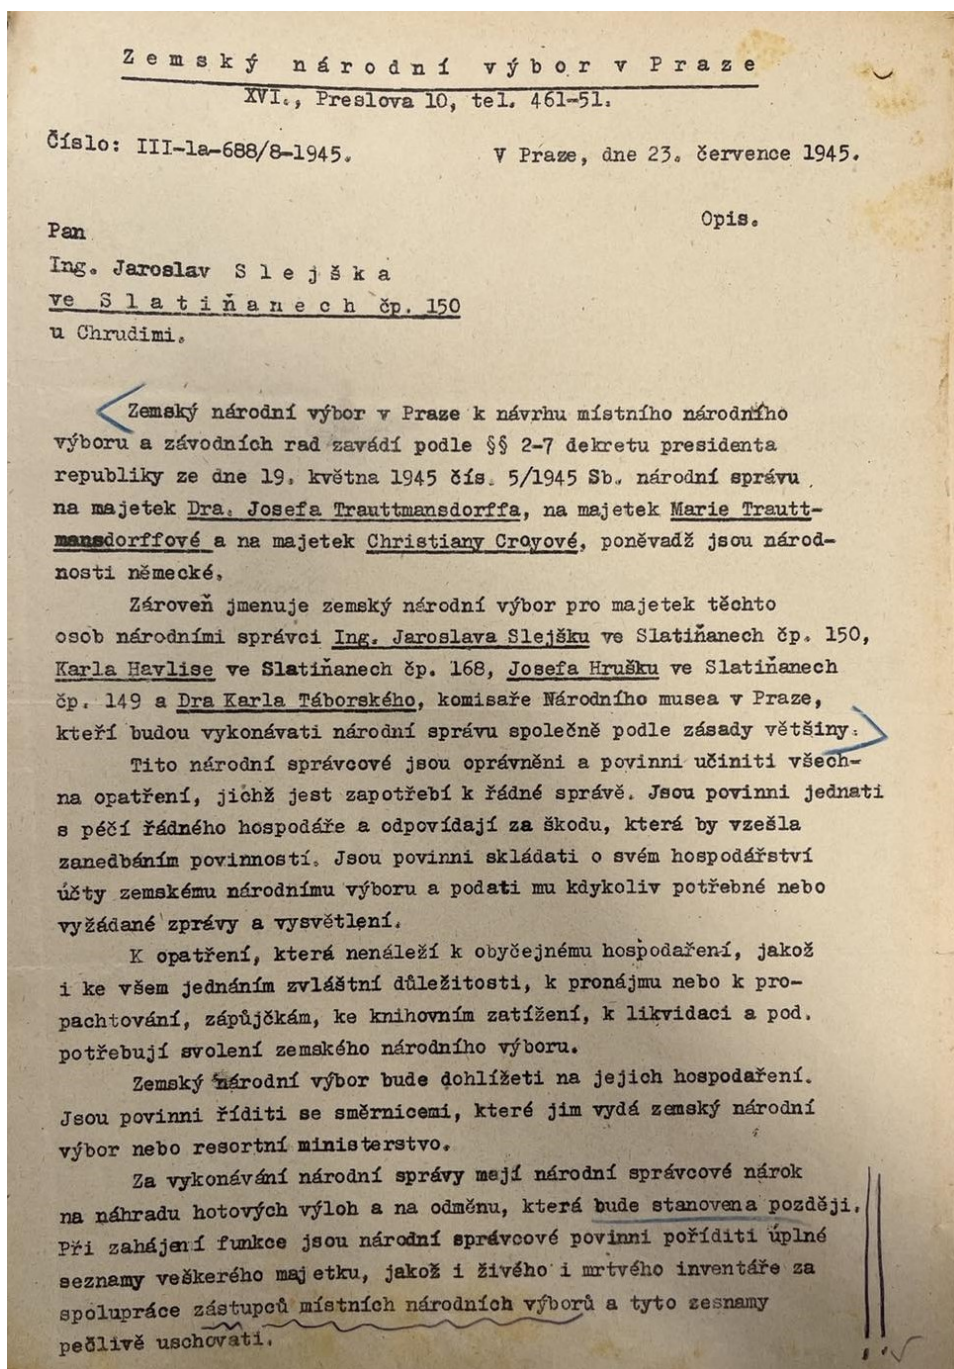 Zemský národní výbor v Praze
XVI., Preslova 10, tel. 461-51.
Číslo: III-1a-688/8-1945.
V Praze, dne 23. července 1945.
Opis.
Pan
Ing. Jaroslav Slejška
ve Slatiňanech čp. 150
u Chrudimi.
Zemský národní výbor v Praze k návrhu místního národního
výboru a závodních rad zavádí podle §§ 2-7 dekretu presidenta
republiky ze dne 19. května 1945 čís. 5/1945 Sb. národní správu
na majetek Dra. Josefa Trauttmansdorffa, na majetek Marie Trautt-
mansdorffové a na majetek Christiany Croyové, poněvadž jsou národ-
nosti německé.
Zároveň jmenuje zemský národní výbor pro majetek těchto
osob národními správci Ing. Jaroslava Slejšku ve Slatiňanech čp. 150,
Karla Havlise ve Slatiňanech čp. 168, Josefa Hrušku ve Slatiňanech
čp. 149 a Dra Karla Táborského, komisaře Národního musea v Praze,
kteří budou vykonávati národní správu společně podle zásady většiny.
Tito národní správcové jsou oprávněni a povinni učiniti všech-
na opatření, jichž jest zapotřebí k řádné správě. Jsou povinni jednati
s péčí řádného hospodáře a odpovídají za škodu, která by vzešla
zanedbáním povinností. Jsou povinni skládati o svém hospodářství
účty zemskému národnímu výboru a podati mu kdykoliv potřebné nebo
vyžádané zprávy a vysvětlení.
K opatření, která nenáleží k obyčejnému hospodaření, jakož
i ke všem jednáním zvláštní důležitosti, k pronájmu nebo k pro-
pachtování, zápůjčkám, ke knihovním zatížení, k likvidaci a pod.
potřebují svolení zemského národního výboru.
Zemský národní výbor bude dohlížeti na jejich hospodaření.
Jsou povinni říditi se směrnicemi, které jim vydá zemský národní
výbor nebo resortní ministerstvo.
Za vykonávání národní správy mají národní správcové nárok
na náhradu hotových výloh a na odměnu, která bude stanovena později.
Při zahájení funkce jsou národní správcové povinni poříditi úplné
seznamy veškerého majetku, jakož i živého i mrtvého inventáře za
spolupráce zástupců místních národních výborů a tyto zesnamy
pečlivě uschovati.